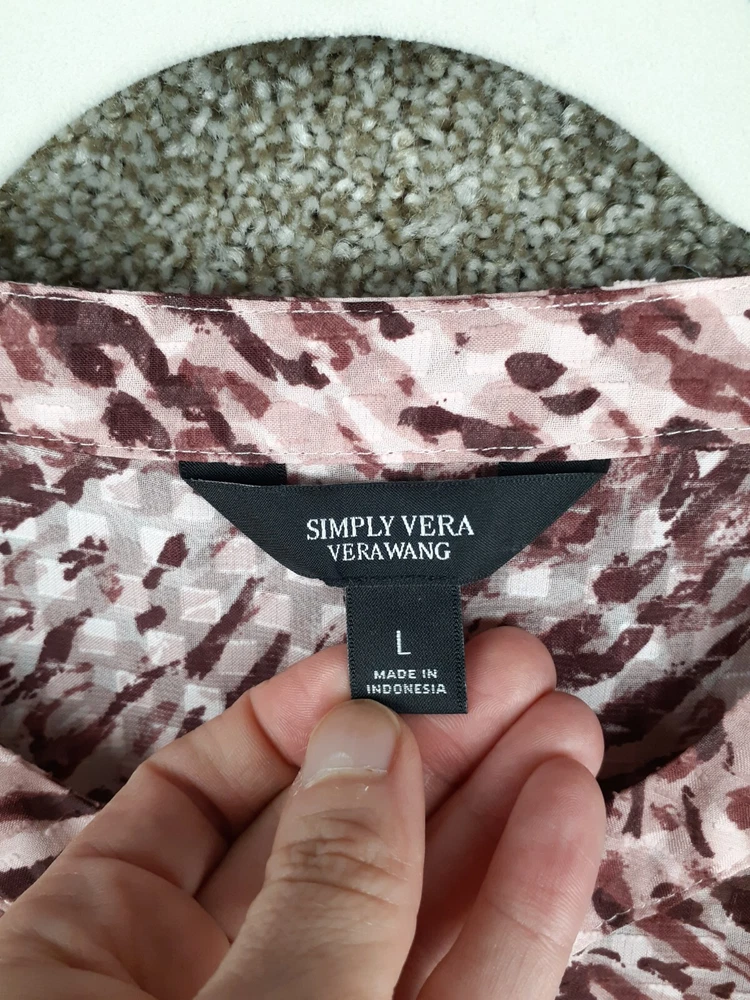 SIMPLY VERA
VERAWANG
L
MADE IN
INDONESIA